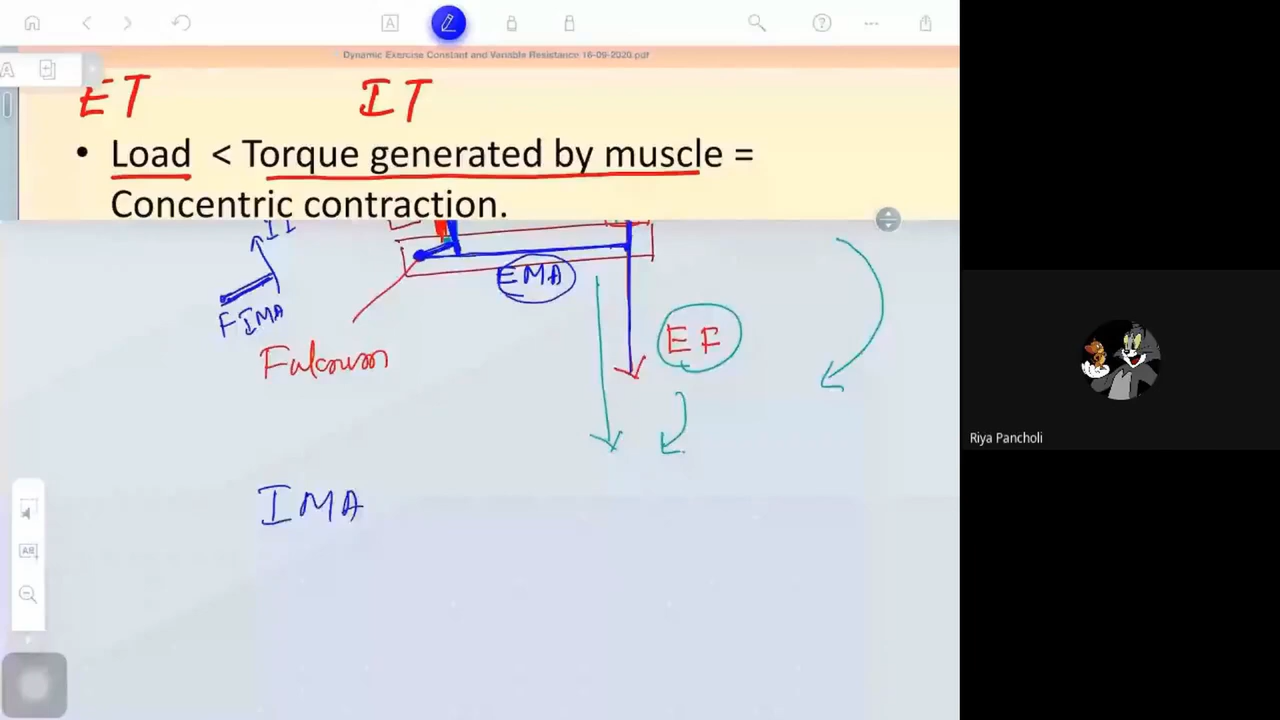 Dynamic Exercise Constant and Variable Resistance 16-09-2020.pdf
ET IT
• Load < Torque generated by muscle =
Concentric contraction.
EMA
F IMA
EF
Fulcrum
Riya Pancholi
IMA